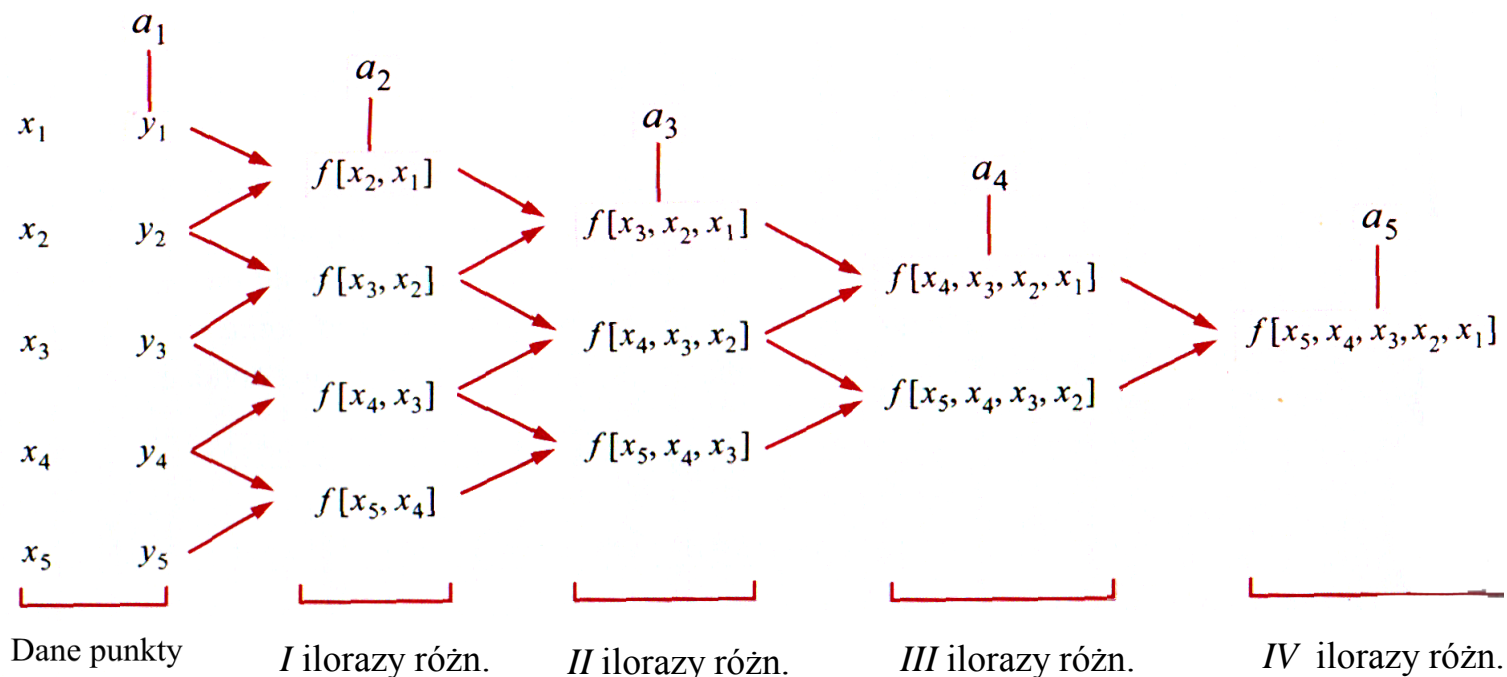 a₁
a₂
a₃
a₄
a₅
x₁ y₁
f[x₂, x₁]
f[x₃, x₂, x₁]
x₂ y₂
f[x₃, x₂]
f[x₄, x₃, x₂, x₁]
x₃ y₃
f[x₄, x₃, x₂]
f[x₅, x₄, x₃, x₂, x₁]
f[x₄, x₃]
f[x₅, x₄, x₃, x₂]
x₄ y₄
f[x₅, x₄, x₃]
f[x₅, x₄]
x₅ y₅
Dane punkty I ilorazy różn. II ilorazy różn. III ilorazy różn. IV ilorazy różn.